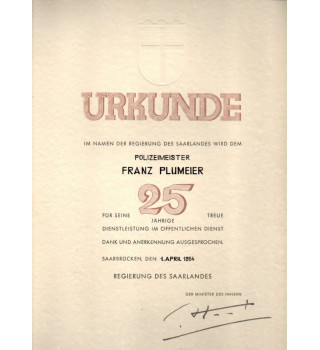 URKUNDE
IM NAMEN DER REGIERUNG DES SAARLANDES WIRD DEM
POLIZEIMEISTER
FRANZ PLUMEIER
FÜR SEINE 25 JÄHRIGE TREUE
DIENSTLEISTUNG IM ÖFFENTLICHEN DIENST
DANK UND ANERKENNUNG AUSGESPROCHEN.
SAARBRÜCKEN, DEN 1.APRIL 1954
REGIERUNG DES SAARLANDES
DER MINISTER DES INNERN